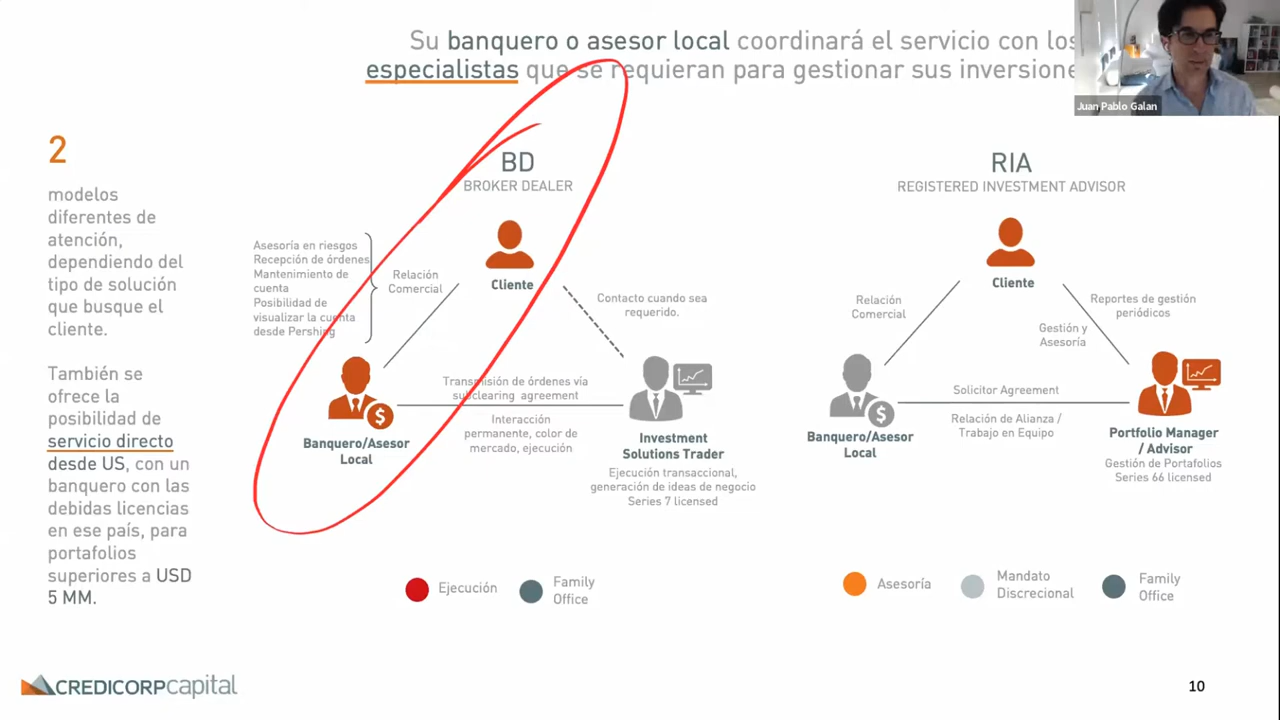 Su banquero o asesor local coordinará el servicio con los
especialistas que se requieran para gestionar sus inversione
Juan Pablo Galan
2
modelos
diferentes de
atención,
dependiendo del
tipo de solución
que busque el
cliente.
También se
ofrece la
posibilidad de
servicio directo
desde US, con un
banquero con las
debidas licencias
en ese país, para
portafolios
superiores a USD
5 MM.
BD
BROKER DEALER
Asesoría en riesgos
Recepción de órdenes
Mantenimiento de
cuenta
Posibilidad de
visualizar la cuenta
desde Pershing
Relación
Comercial
Cliente
Contacto cuando sea
requerido.
Transmisión de órdenes vía
subclearing agreement
Interacción
permanente, color de
mercado, ejecución
$
Banquero/Asesor
Local
Investment
Solutions Trader
Ejecución transaccional,
generación de ideas de negocio
Series 7 licensed
Ejecución
Family
Office
RIA
REGISTERED INVESTMENT ADVISOR
Cliente
Relación
Comercial
Reportes de gestión
periódicos
Gestión y
Asesoría
Solicitor Agreement
Relación de Alianza /
Trabajo en Equipo
$
Banquero/Asesor
Local
Portfolio Manager
/ Advisor
Gestión de Portafolios
Series 66 licensed
Asesoría
Mandato
Discrecional
Family
Office
CREDICORPcapital
10